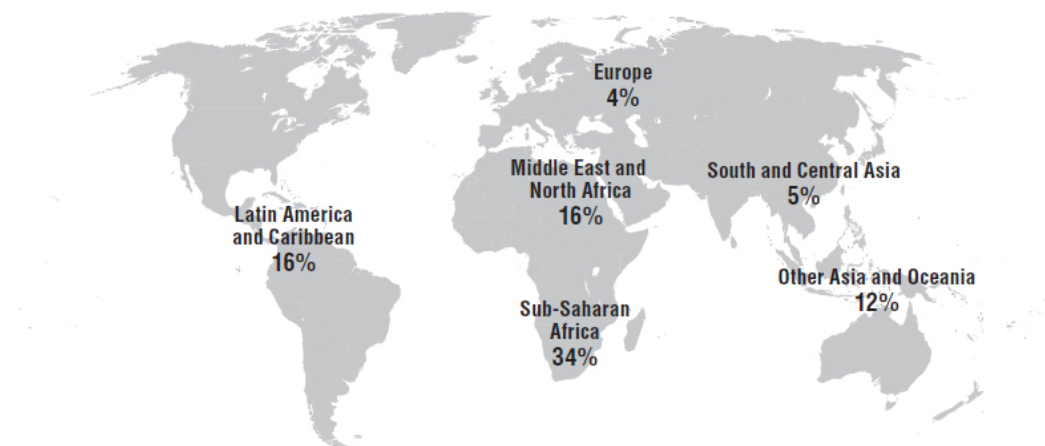 Europe
4%
Middle East and
North Africa
16%
South and Central Asia
5%
Latin America
and Caribbean
16%
Other Asia and Oceania
12%
Sub-Saharan
Africa
34%